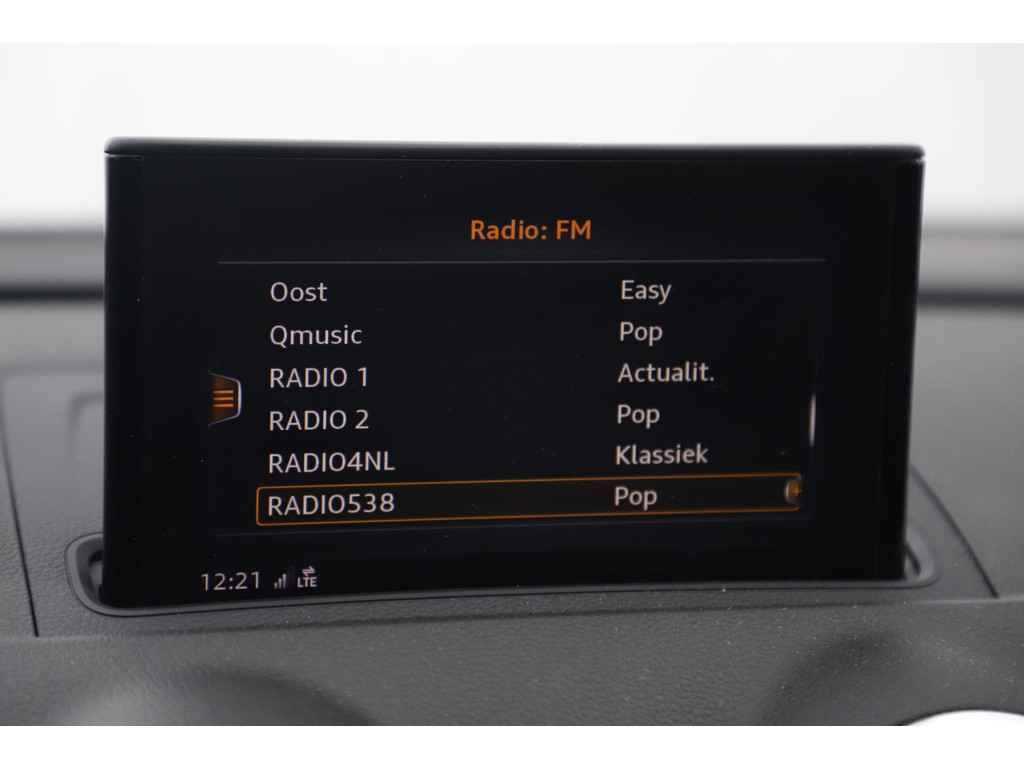 Radio: FM
Oost Easy
Qmusic Pop
RADIO 1 Actualit.
RADIO 2 Pop
RADIO4NL Klassiek
RADIO538 Pop
12:21 LTE